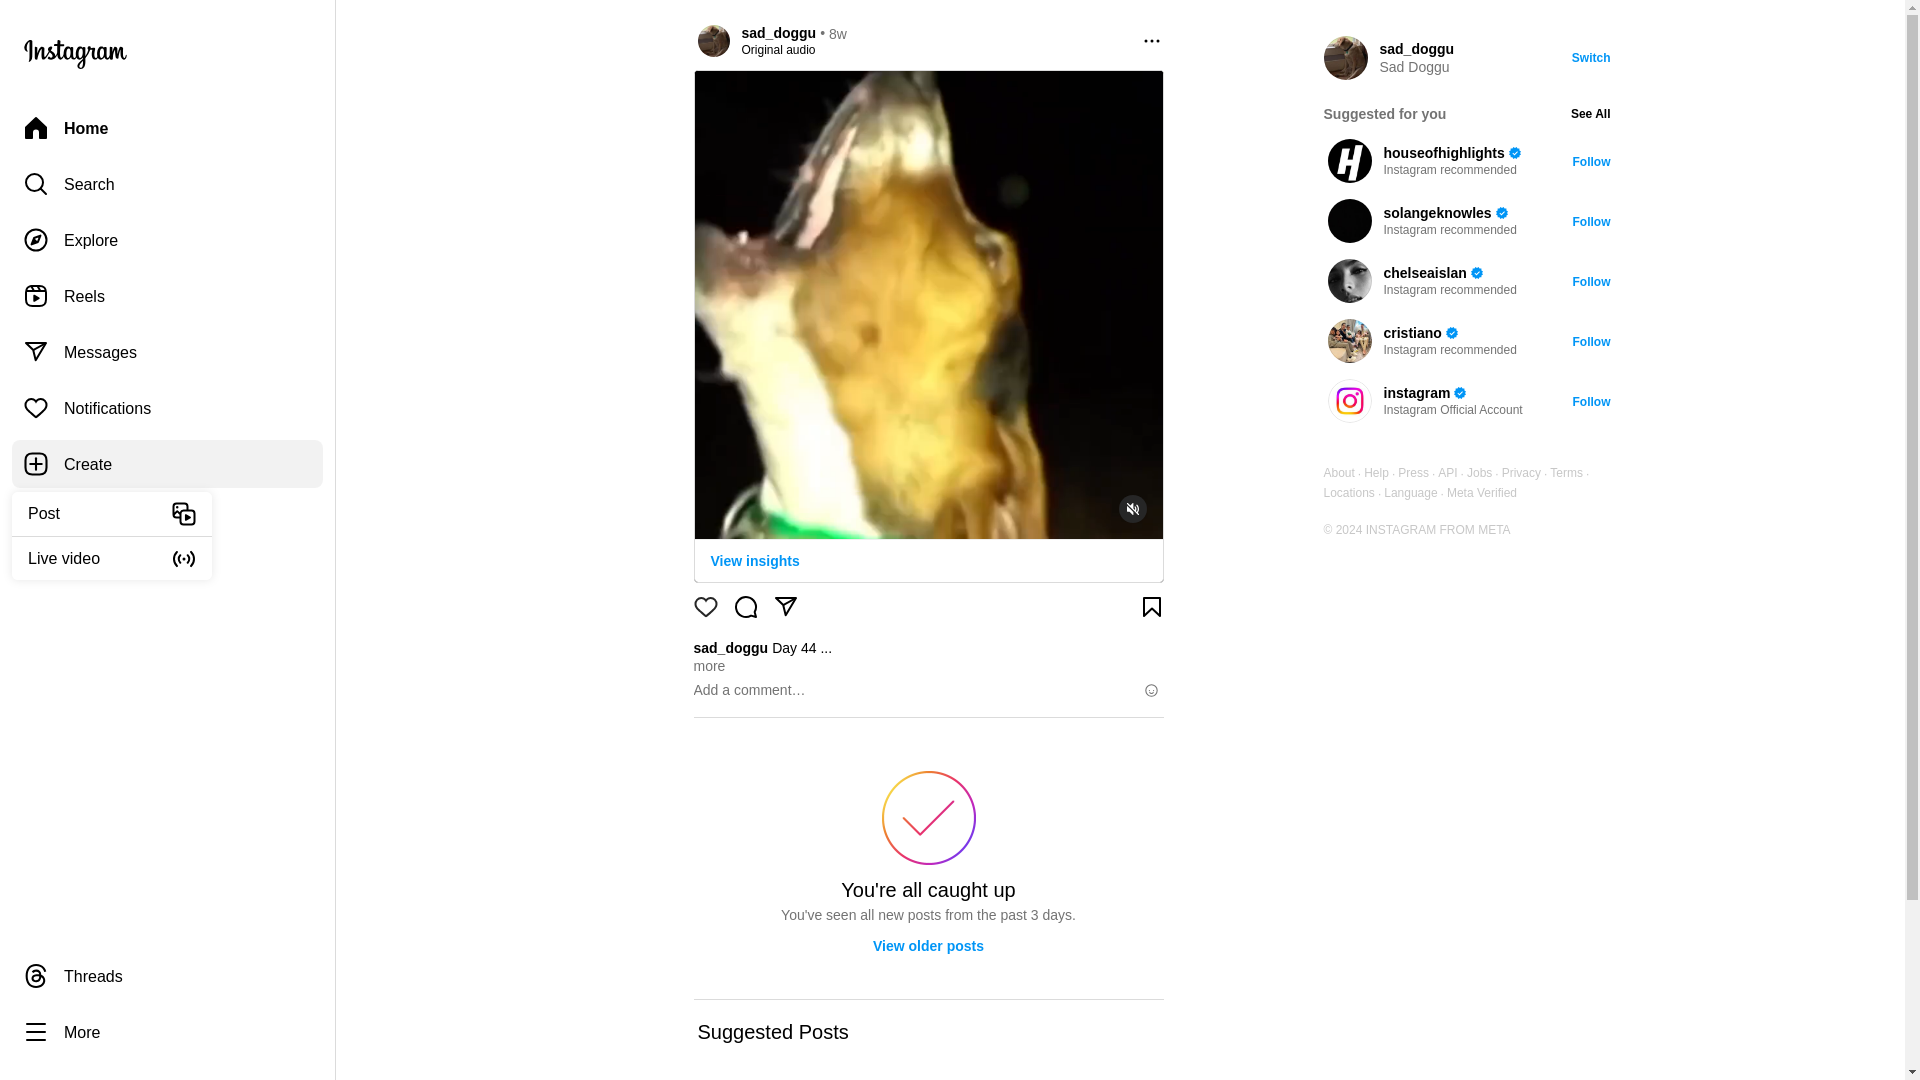 Instagram
Home
Search
Explore
Reels
Messages
Notifications
Create
Post
Live video
Threads
More
sad_doggu • 8w
Original audio
View insights
sad_doggu Day 44 ...
more
Add a comment…
You're all caught up
You've seen all new posts from the past 3 days.
View older posts
Suggested Posts
sad_doggu
Sad Doggu
Switch
Suggested for you
See All
H
houseofhighlights
Instagram recommended
Follow
solangeknowles
Instagram recommended
Follow
chelseaislan
Instagram recommended
Follow
cristiano
Instagram recommended
Follow
instagram
Instagram Official Account
Follow
About · Help · Press · API · Jobs · Privacy · Terms ·
Locations · Language · Meta Verified
© 2024 INSTAGRAM FROM META